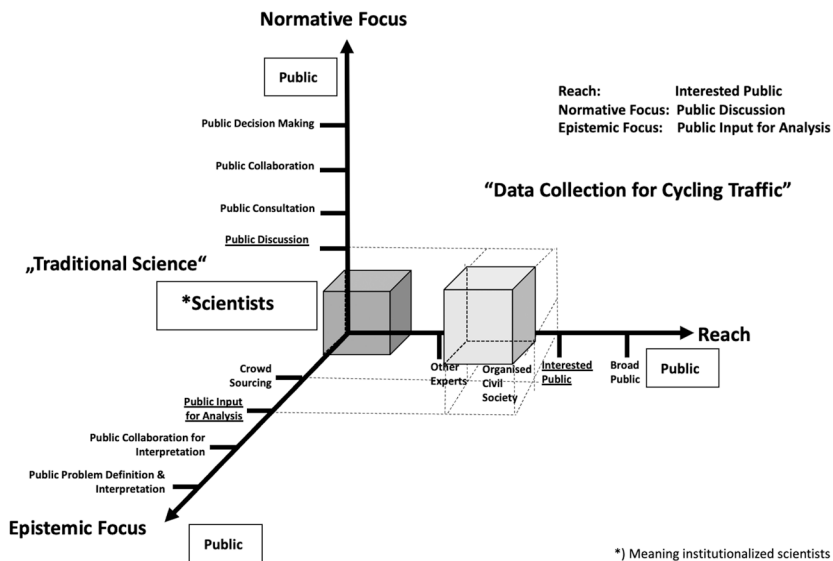 Normative Focus
Public
Reach: Interested Public
Normative Focus: Public Discussion
Epistemic Focus: Public Input for Analysis
Public Decision Making
Public Collaboration
"Data Collection for Cycling Traffic"
Public Consultation
Public Discussion
„Traditional Science“
*Scientists
Reach
Public
Other
Experts
Organised
Civil
Society
Interested
Public
Broad
Public
Crowd
Sourcing
Public Input
for Analysis
Public Collaboration for
Interpretation
Public Problem Definition &
Interpretation
Epistemic Focus
Public
*) Meaning institutionalized scientists